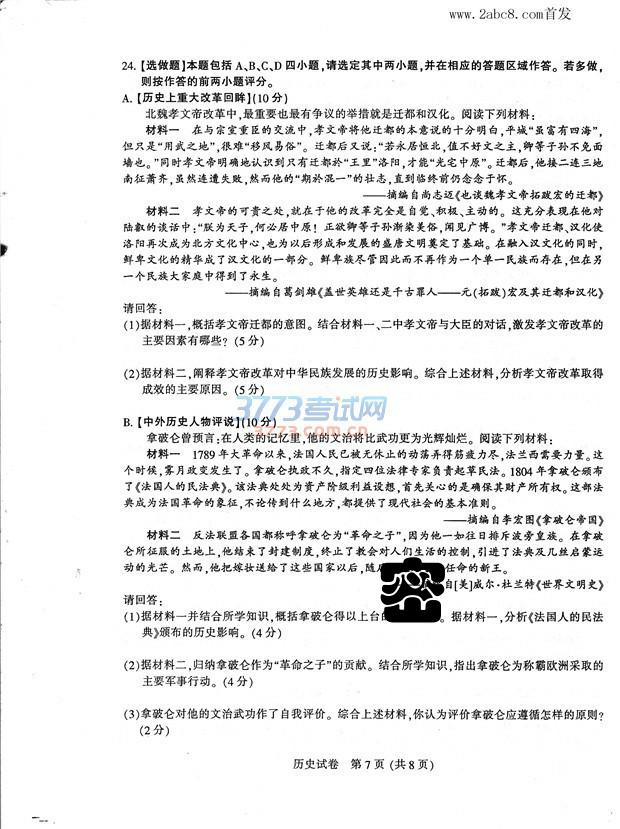 www.2abc8.com首发
24.【选做题】本题包括A、B、C、D四小题,请选定其中两小题,并在相应的答题区域作答。若多做,
则按作答的前两小题评分。
A.【历史上重大改革回眸】(10分)
北魏孝文帝改革中,最重要也最有争议的举措就是迁都和汉化。阅读下列材料:
材料一 在与宗室重臣的交流中,孝文帝将他迁都的本意说的十分明白,平城“虽富有四海”,
但只是“用武之地”,很难“移风易俗”。迁都后又说:“若永居恒北,值不好文之主,卿等子孙不免面
墙也。”同时孝文帝明确地认识到只有迁都於“王里”洛阳,才能“光宅中原”。迁都后,他接二连三地
南征萧齐,虽然连遭失败,然而他的“期於混一”的壮志,直到临终前仍念念于怀。
——摘编自尚志迈《也谈魏孝文帝拓跋宏的迁都》
材料二 孝文帝的可贵之处,就在于他的改革完全是自觉、积极、主动的。这充分表现在他对
陆叡的谈话中:“朕为天子,何必居中原!正欲卿等子孙渐染美俗,闻见广博。”孝文帝迁都、汉化使
洛阳再次成为北方文化中心,也为以后形成和发展的盛唐文明奠定了基础。在融入汉文化的同时,
鲜卑文化的精华成了汉文化的一部分。鲜卑族尽管因此而不再作为一个单一民族而存在,但在另
一个民族大家庭中得到了永生。
——摘编自葛剑雄《盖世英雄还是千古罪人——元(拓跋)宏及其迁都和汉化》
请回答:
(1)据材料一,概括孝文帝迁都的意图。结合材料一、二中孝文帝与大臣的对话,激发孝文帝改革的
主要因素有哪些?(5分)
(2)据材料二,阐释孝文帝改革对中华民族发展的历史影响。综合上述材料,分析孝文帝改革取得
成效的主要原因。(5分)
3773考试网
3773.com.cn
B.【中外历史人物评说】(10分)
拿破仑曾预言:在人类的记忆里,他的文治将比武功更为光辉灿烂。阅读下列材料:
材料一 1789年大革命以来,法国人民已被无休止的动荡弄得筋疲力尽,法兰西需要力量。这
个时候,雾月政变发生了。拿破仑执政不久,指定四位法律专家负责起草民法。1804年拿破仑颁布
了《法国人的民法典》。该法典处处为资产阶级利益设想,首先关心的是确保其财产所有权。这部法
典成为法国革命的象征,不论传到什么地方,都提供了现代社会的基本准则。
——摘编自李宏图《拿破仑帝国》
材料二 反法联盟各国都称呼拿破仑为“革命之子”,因为他一如往日排斥波旁皇族。在拿破
仑所征服的土地上,他结束了封建制度,终止了教会对人们生活的控制,引进了法典及几丝启蒙运
动的光芒。然而,他把嫁妆送给了这些国家以后,随 任命的新王。
自[美]威尔·杜兰特《世界文明史》
请回答:
(1)据材料一并结合所学知识,概括拿破仑得以上台的 。据材料一,分析《法国人的民法
典》颁布的历史影响。(4分)
(2)据材料二,归纳拿破仑作为“革命之子”的贡献。结合所学知识,指出拿破仑为称霸欧洲采取的
主要军事行动。(4分)
(3)拿破仑对他的文治武功作了自我评价。综合上述材料,你认为评价拿破仑应遵循怎样的原则?
(2分)
历史试卷 第7页(共8页)